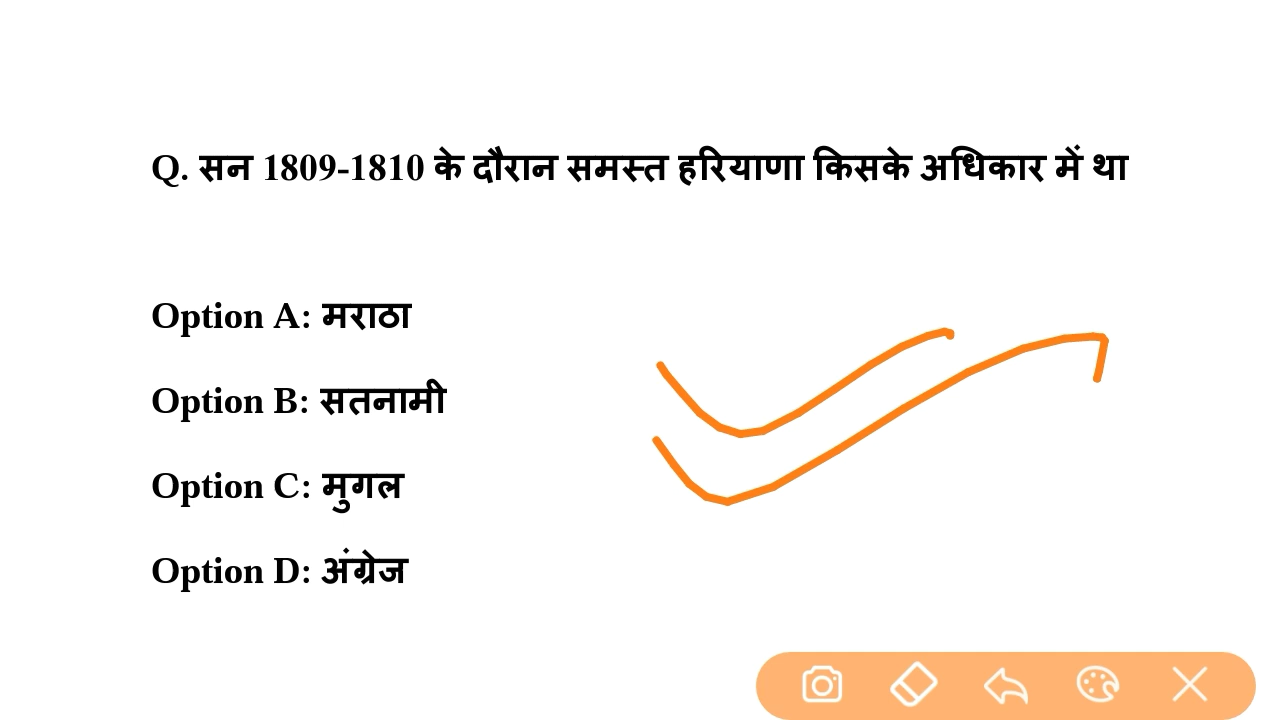 Q. सन 1809-1810 के दौरान समस्त हरियाणा किसके अधिकार में था
Option A: मराठा
Option B: सतनामी
Option C: मुगल
Option D: अंग्रेज